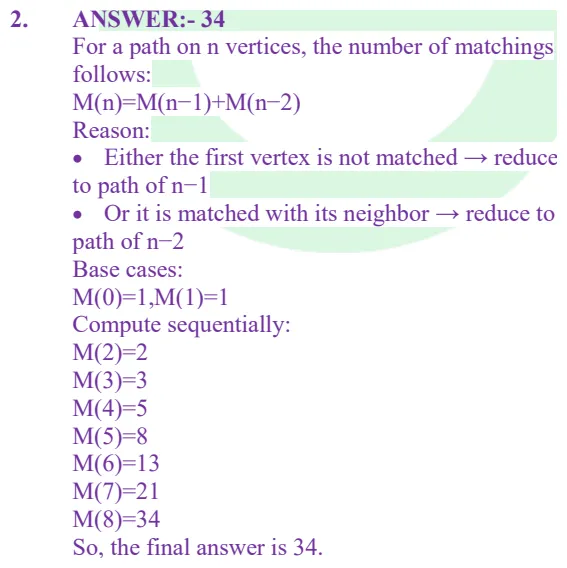 2. ANSWER:- 34
For a path on n vertices, the number of matchings
follows:
M(n)=M(n−1)+M(n−2)
Reason:
• Either the first vertex is not matched → reduce
to path of n−1
• Or it is matched with its neighbor → reduce to
path of n−2
Base cases:
M(0)=1,M(1)=1
Compute sequentially:
M(2)=2
M(3)=3
M(4)=5
M(5)=8
M(6)=13
M(7)=21
M(8)=34
So, the final answer is 34.